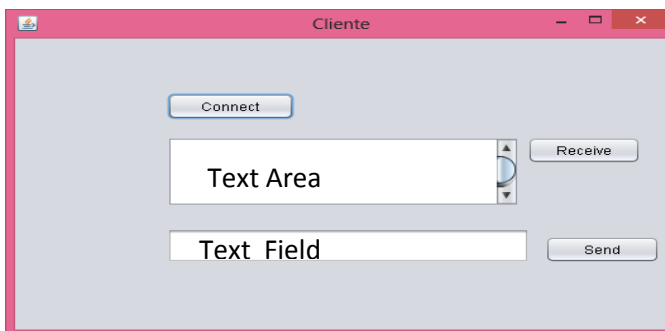 Cliente
Connect
Text Area
Receive
Text Field
Send